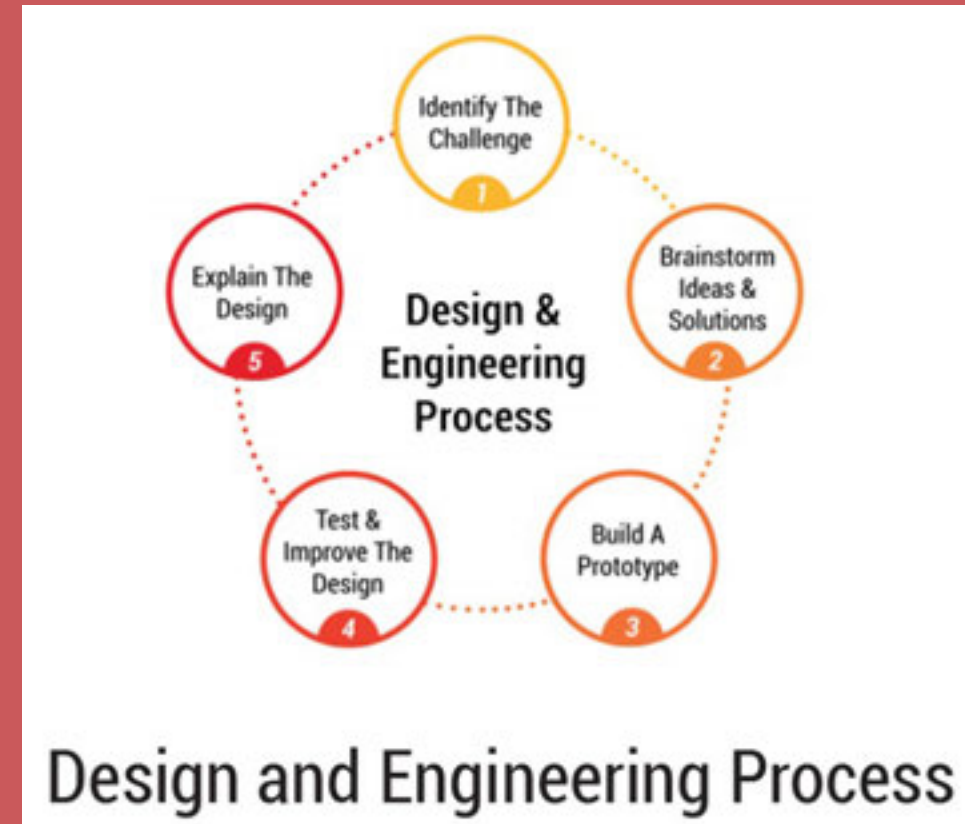 Identify The
Challenge
1
Brainstorm
Ideas &
Solutions
2
Build A
Prototype
3
Test &
Improve The
Design
4
Explain The
Design
5
Design &
Engineering
Process
Design and Engineering Process